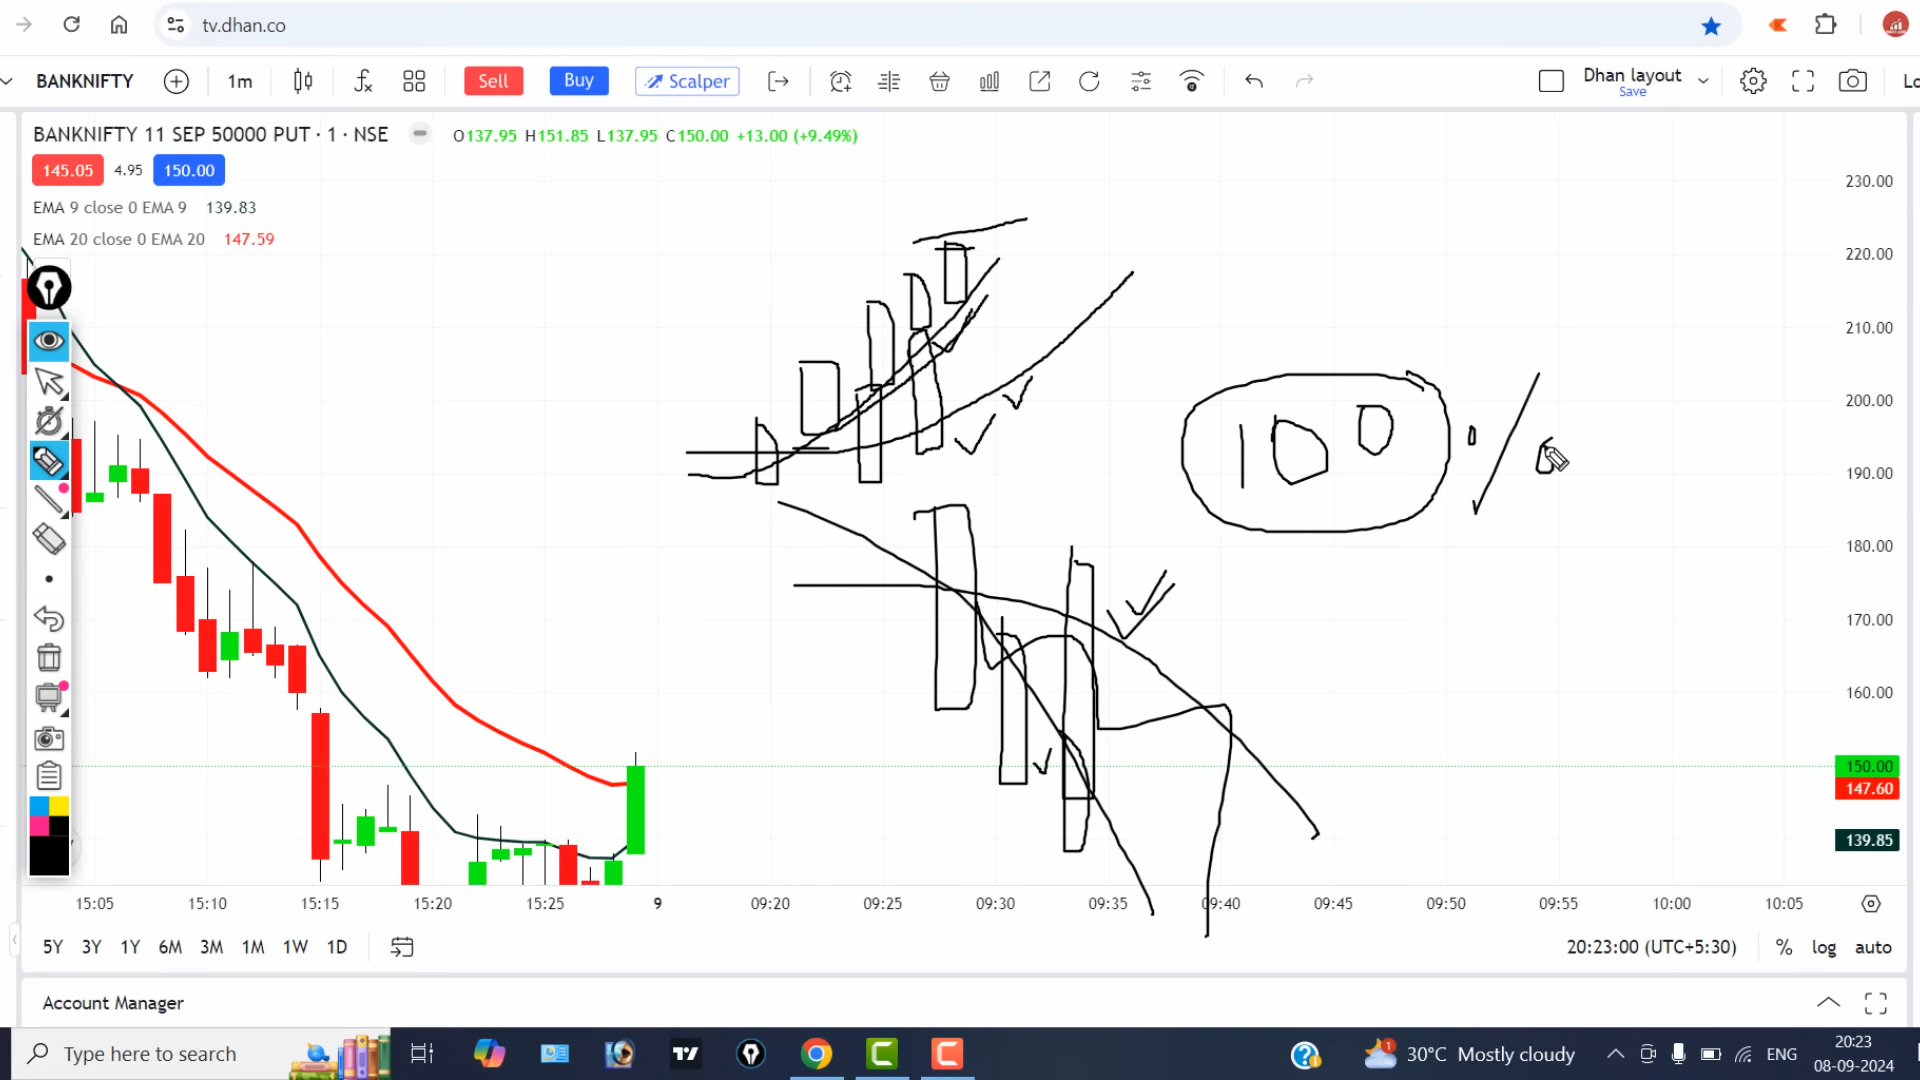 tv.dhan.co
BANKNIFTY 1m Sell Buy Scalper Dhan layout
Save
BANKNIFTY 11 SEP 50000 PUT · 1 · NSE O137.95 H151.85 L137.95 C150.00 +13.00 (+9.49%)
145.05 4.95 150.00
EMA 9 close 0 EMA 9 139.83
EMA 20 close 0 EMA 20 147.59
230.00
220.00
210.00
200.00
100 %
190.00
180.00
170.00
160.00
150.00
147.60
139.85
15:05 15:10 15:15 15:20 15:25 9 09:20 09:25 09:30 09:35 09:40 09:45 09:50 09:55 10:00 10:05
5Y 3Y 1Y 6M 3M 1M 1W 1D 20:23:00 (UTC+5:30) % log auto
Account Manager
Type here to search 1 30°C Mostly cloudy ENG 20:23
08-09-2024